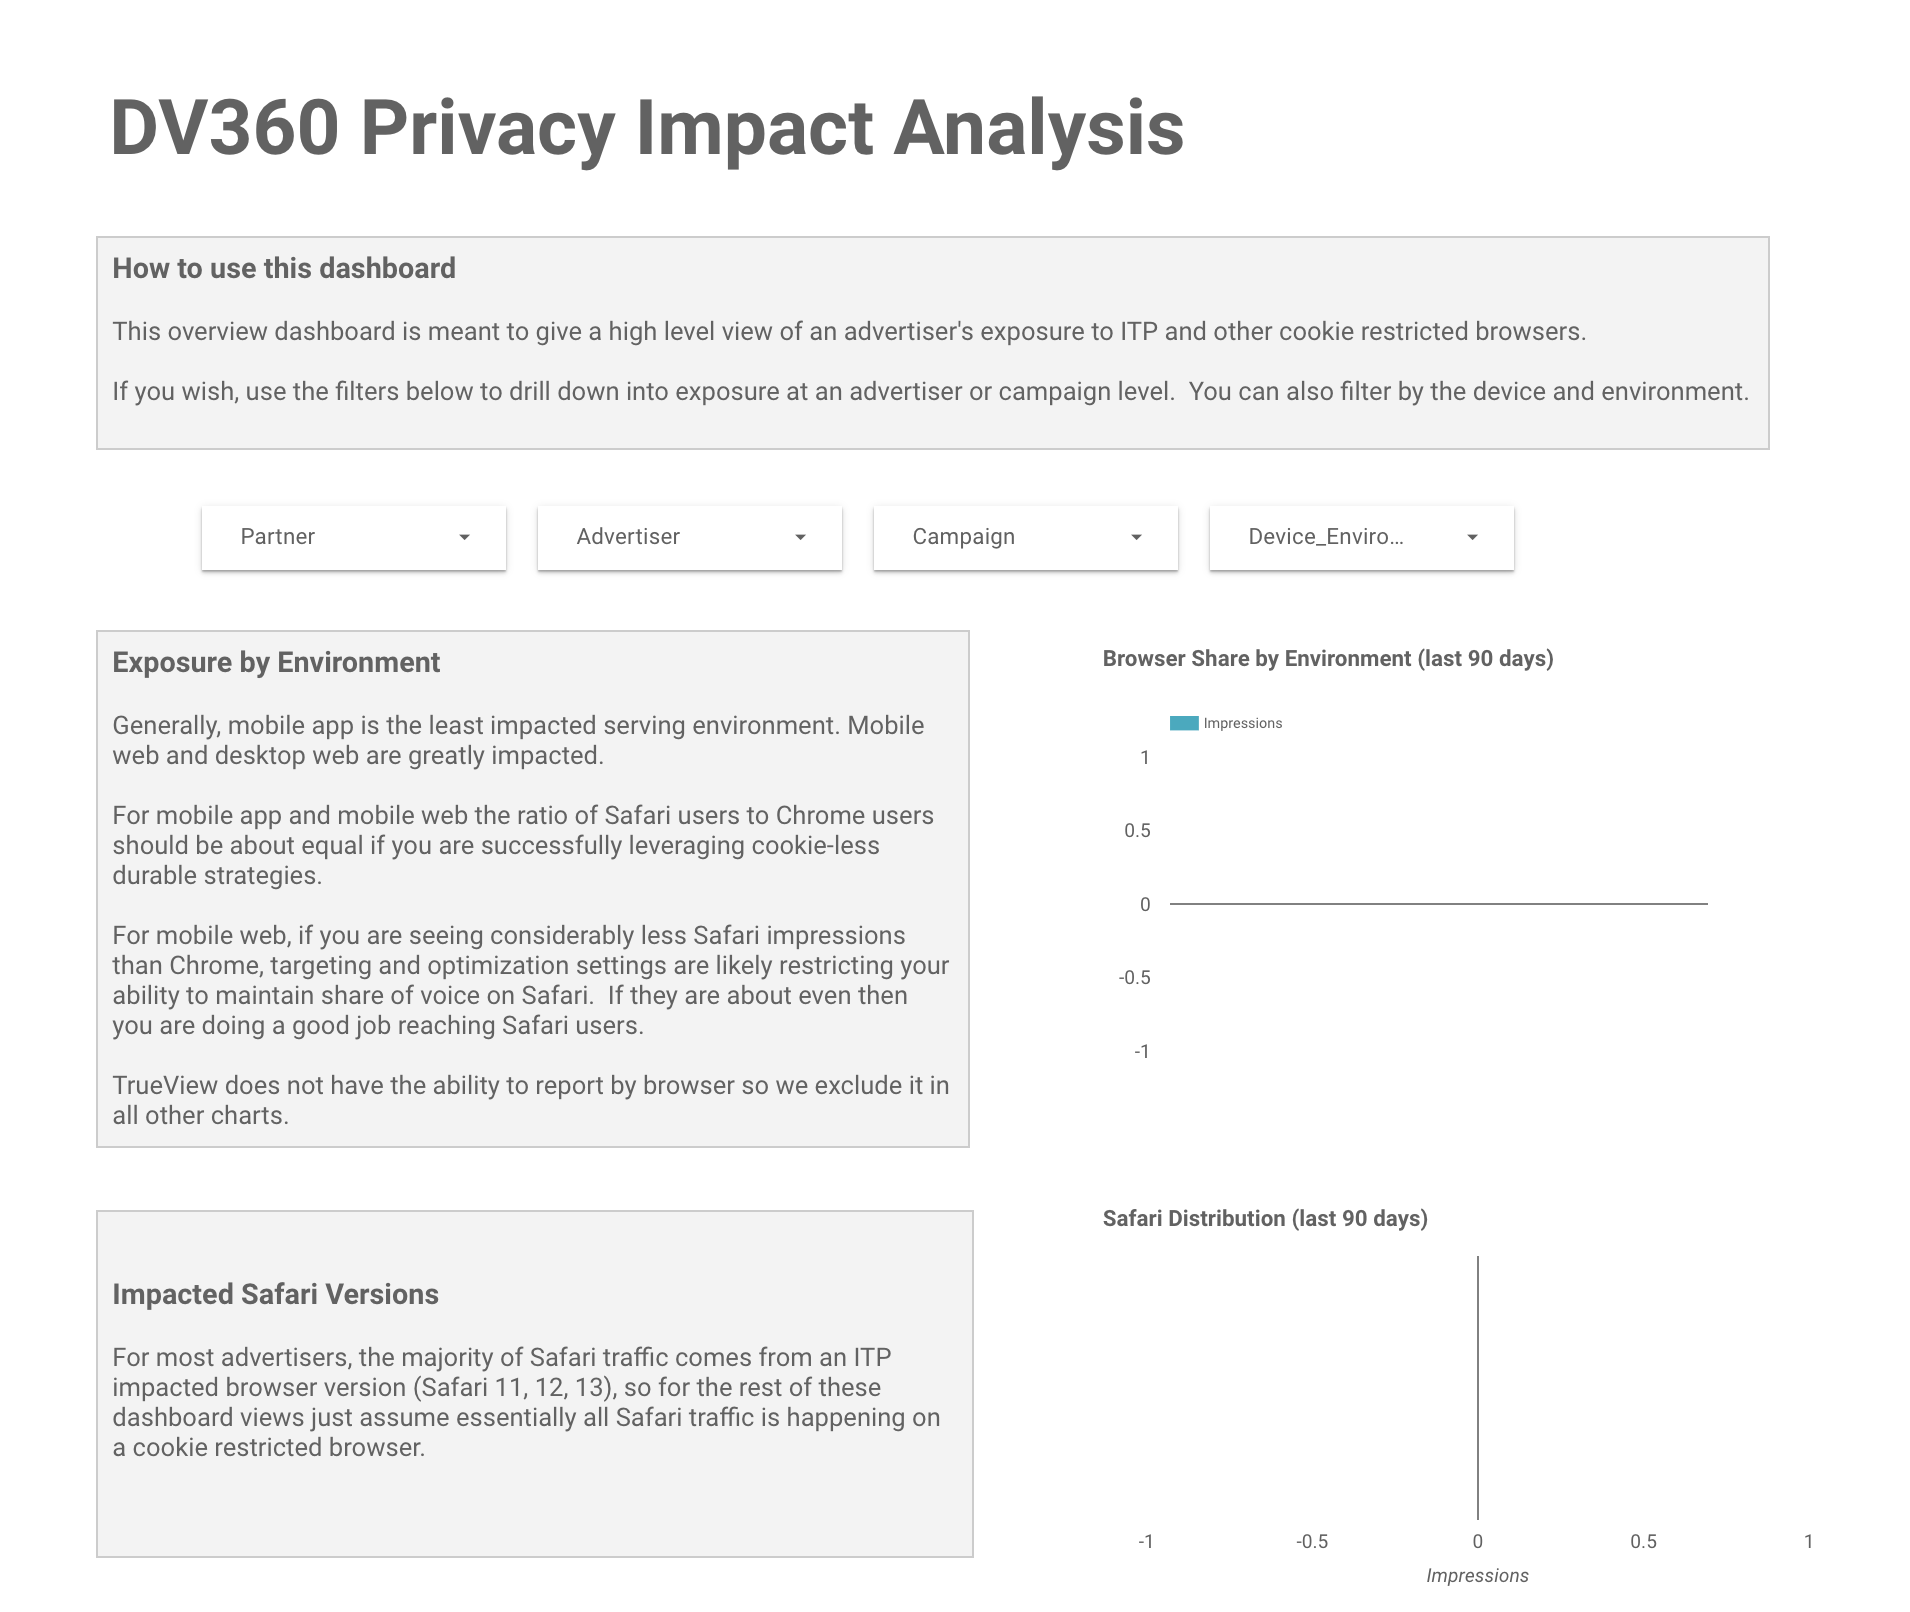 DV360 Privacy Impact Analysis
How to use this dashboard
This overview dashboard is meant to give a high level view of an advertiser's exposure to ITP and other cookie restricted browsers.
If you wish, use the filters below to drill down into exposure at an advertiser or campaign level.  You can also filter by the device and environment.
Partner
Advertiser
Campaign
Device_Enviro...
Exposure by Environment
Generally, mobile app is the least impacted serving environment. Mobile
web and desktop web are greatly impacted.
For mobile app and mobile web the ratio of Safari users to Chrome users
should be about equal if you are successfully leveraging cookie-less
durable strategies.
For mobile web, if you are seeing considerably less Safari impressions
than Chrome, targeting and optimization settings are likely restricting your
ability to maintain share of voice on Safari.  If they are about even then
you are doing a good job reaching Safari users.
TrueView does not have the ability to report by browser so we exclude it in
all other charts.
Browser Share by Environment (last 90 days)
Impressions
1
0.5
0
-0.5
-1
Impacted Safari Versions
For most advertisers, the majority of Safari traffic comes from an ITP
impacted browser version (Safari 11, 12, 13), so for the rest of these
dashboard views just assume essentially all Safari traffic is happening on
a cookie restricted browser.
Safari Distribution (last 90 days)
-1 -0.5 0 0.5 1
Impressions